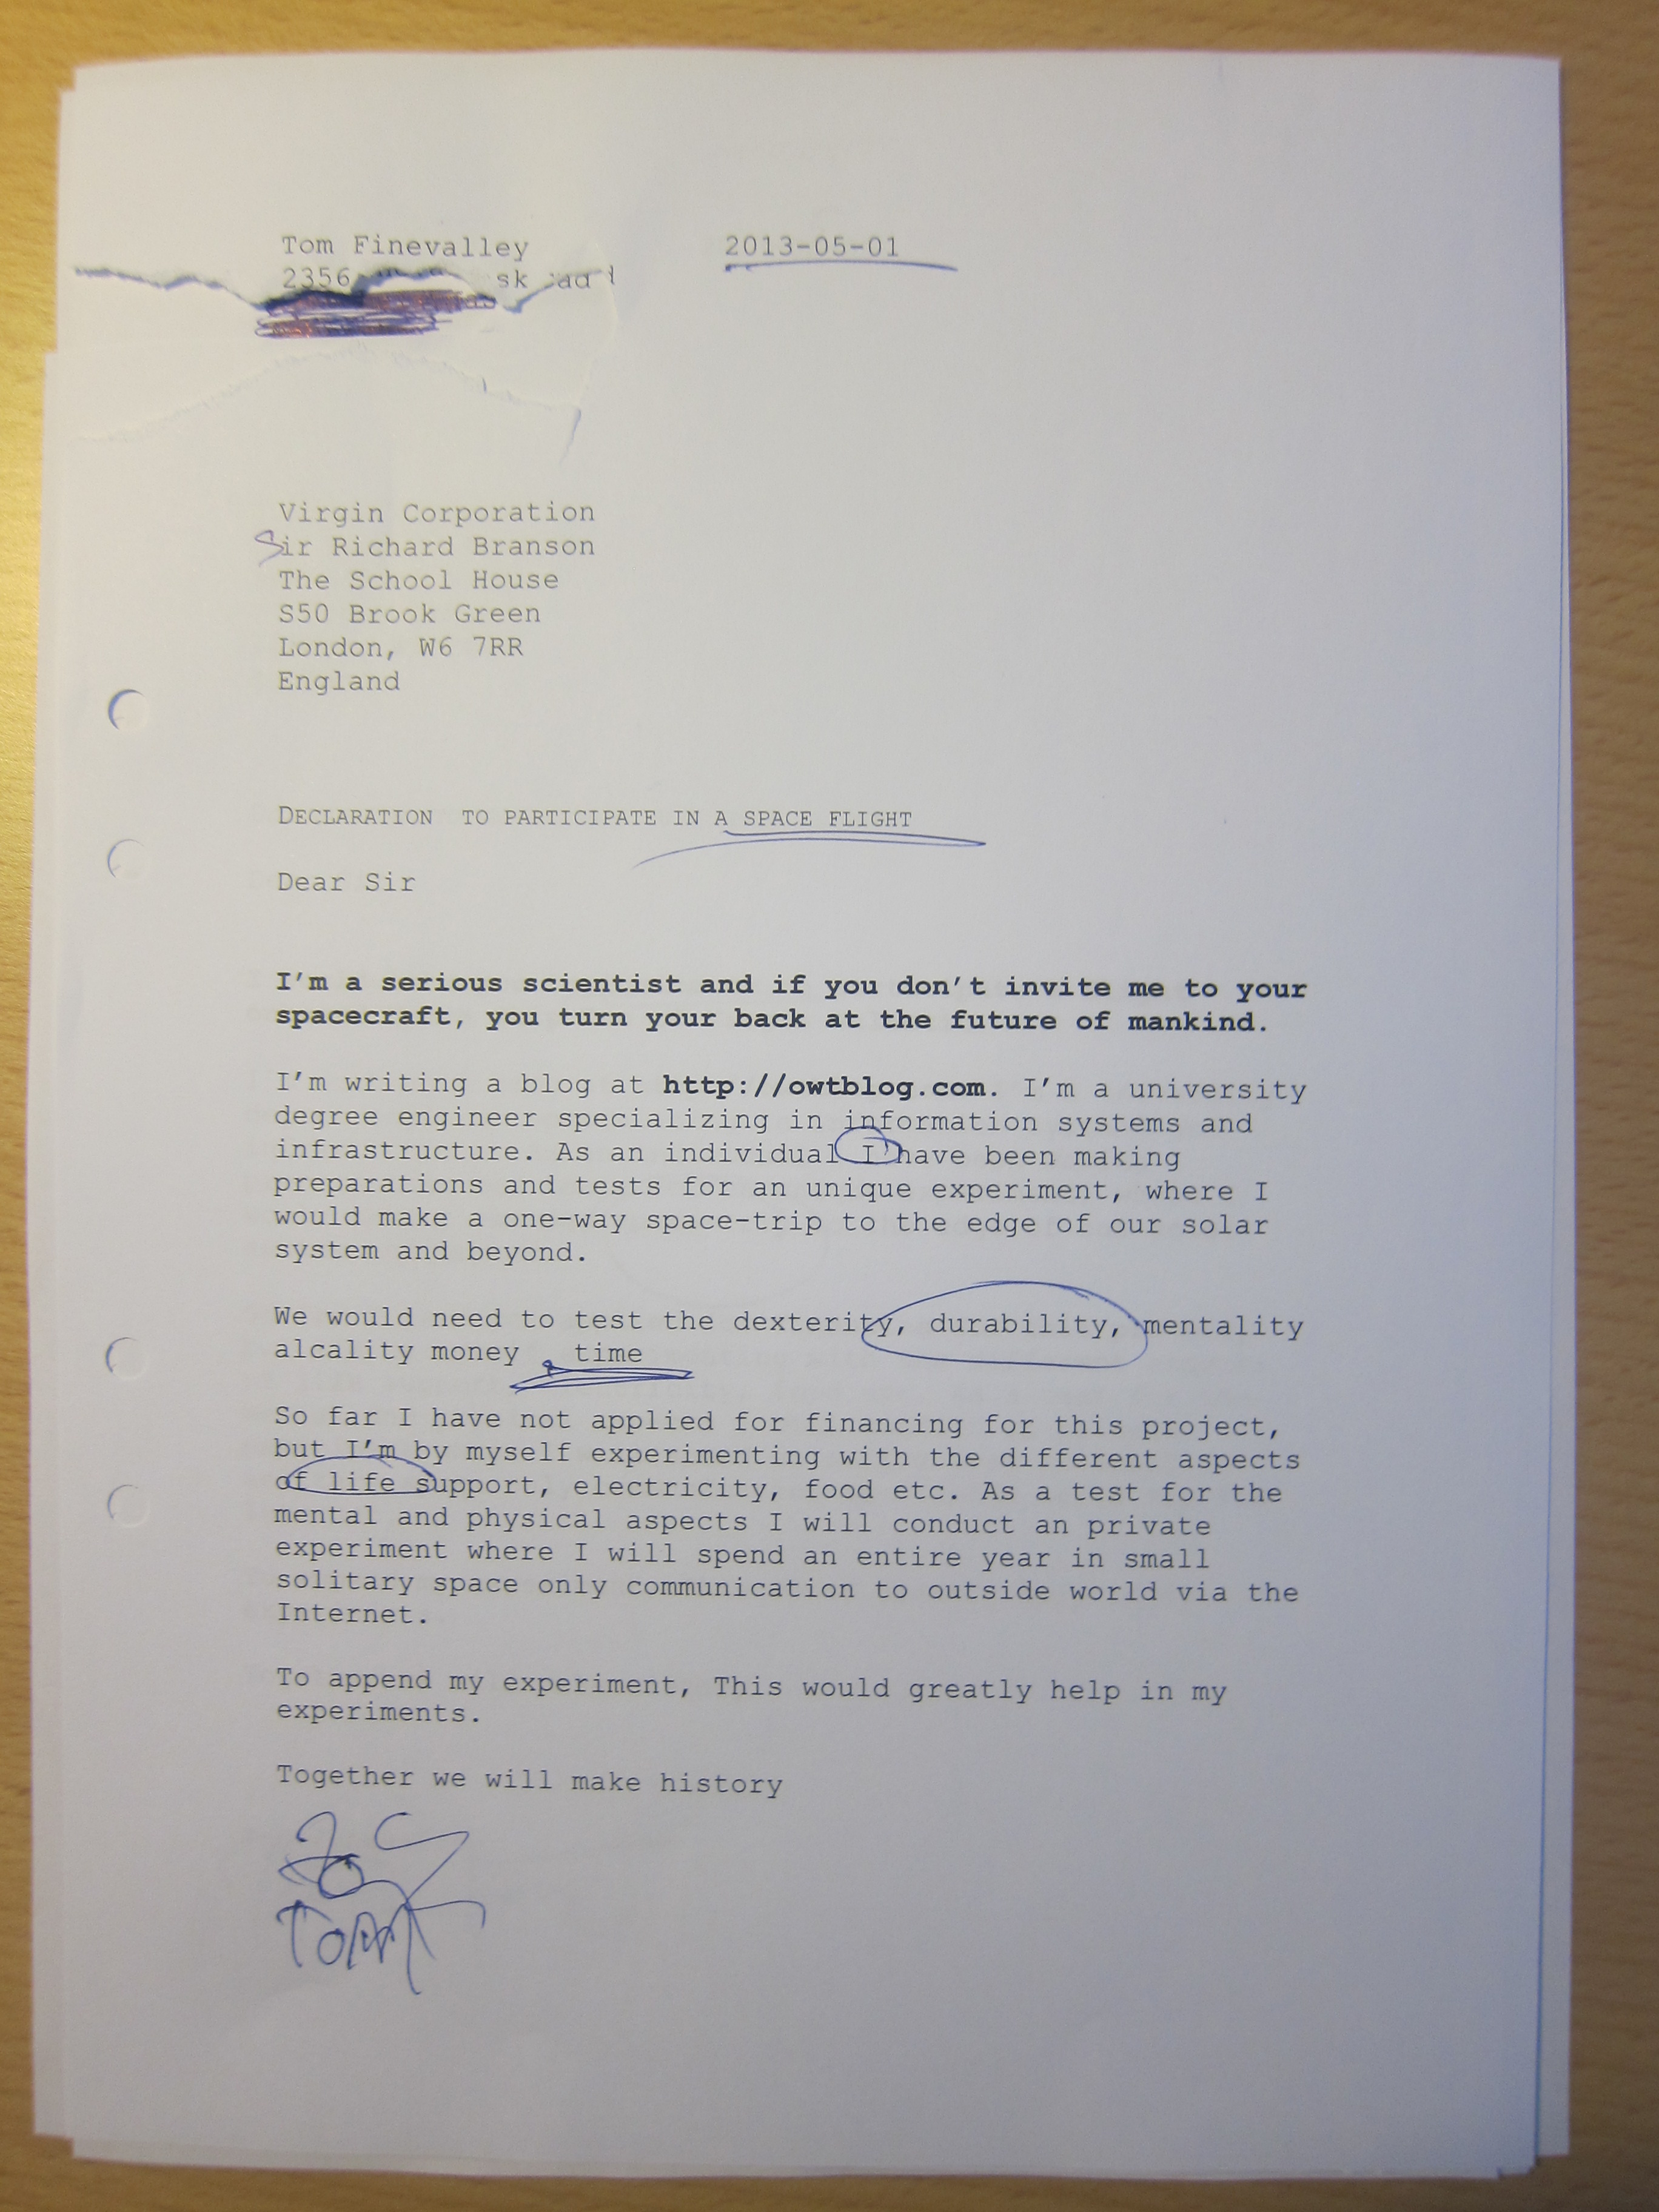 Tom Finevalley 2013-05-01
2356 sk
Virgin Corporation
Sir Richard Branson
The School House
S50 Brook Green
London, W6 7RR
England
DECLARATION TO PARTICIPATE IN A SPACE FLIGHT
Dear Sir
I'm a serious scientist and if you don't invite me to your
spacecraft, you turn your back at the future of mankind.
I'm writing a blog at http://owtblog.com. I'm a university
degree engineer specializing in information systems and
infrastructure. As an individual I have been making
preparations and tests for an unique experiment, where I
would make a one-way space-trip to the edge of our solar
system and beyond.
We would need to test the dexterity, durability, mentality
alcality money , time
So far I have not applied for financing for this project,
but I'm by myself experimenting with the different aspects
of life support, electricity, food etc. As a test for the
mental and physical aspects I will conduct an private
experiment where I will spend an entire year in small
solitary space only communication to outside world via the
Internet.
To append my experiment, This would greatly help in my
experiments.
Together we will make history
Tom